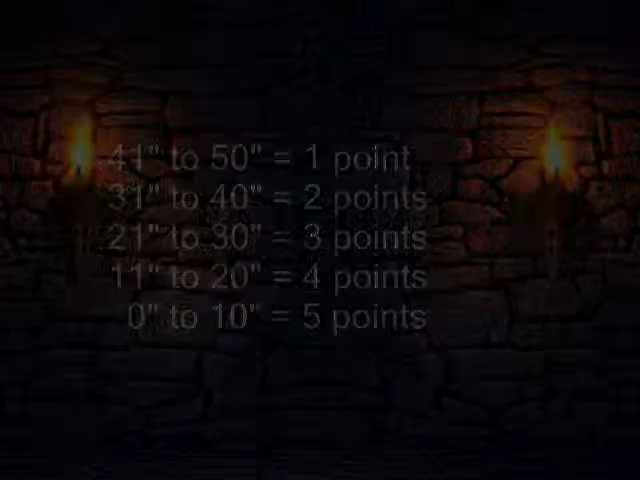 41" to 50" = 1 point
31" to 40" = 2 points
21" to 30" = 3 points
11" to 20" = 4 points
0" to 10" = 5 points